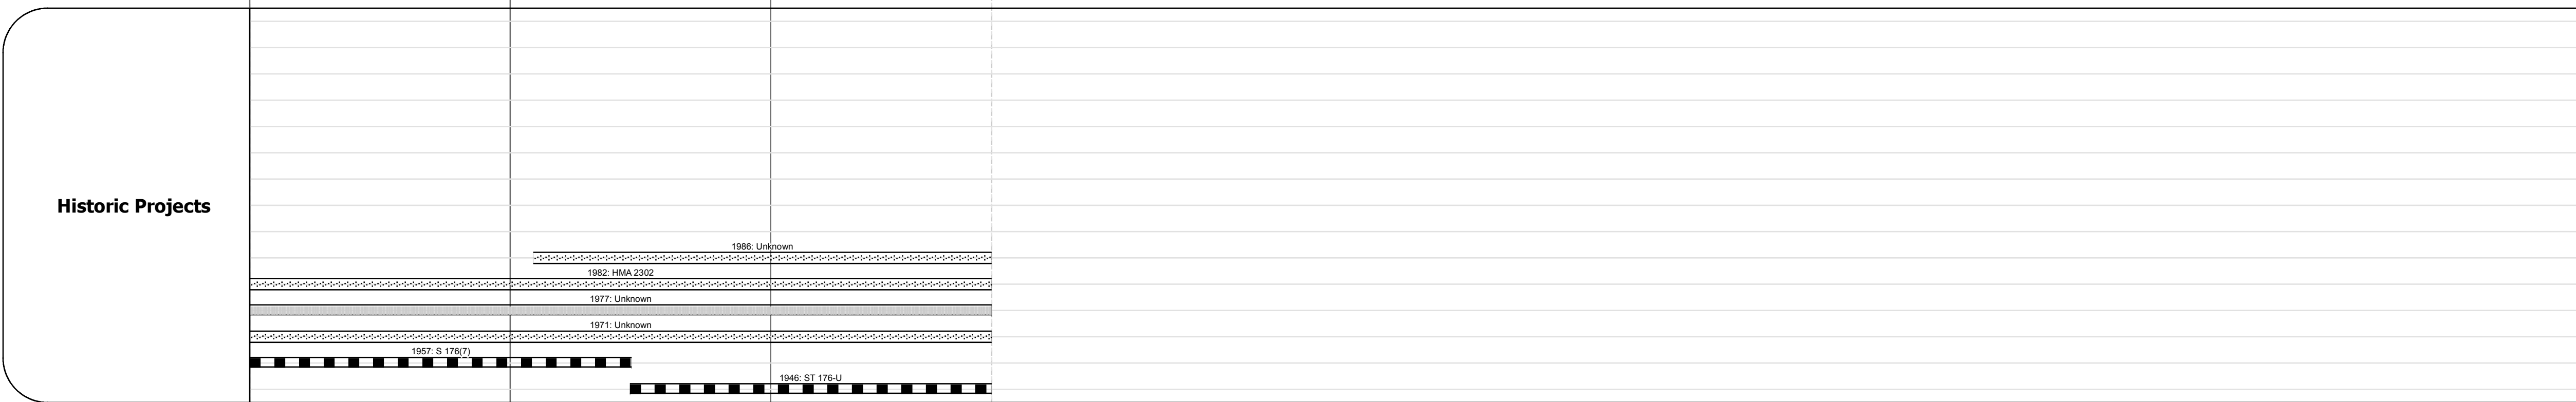 Historic Projects
1986: Unknown
1982: HMA 2302
1977: Unknown
1971: Unknown
1957: S 176(7)
1946: ST 176-U